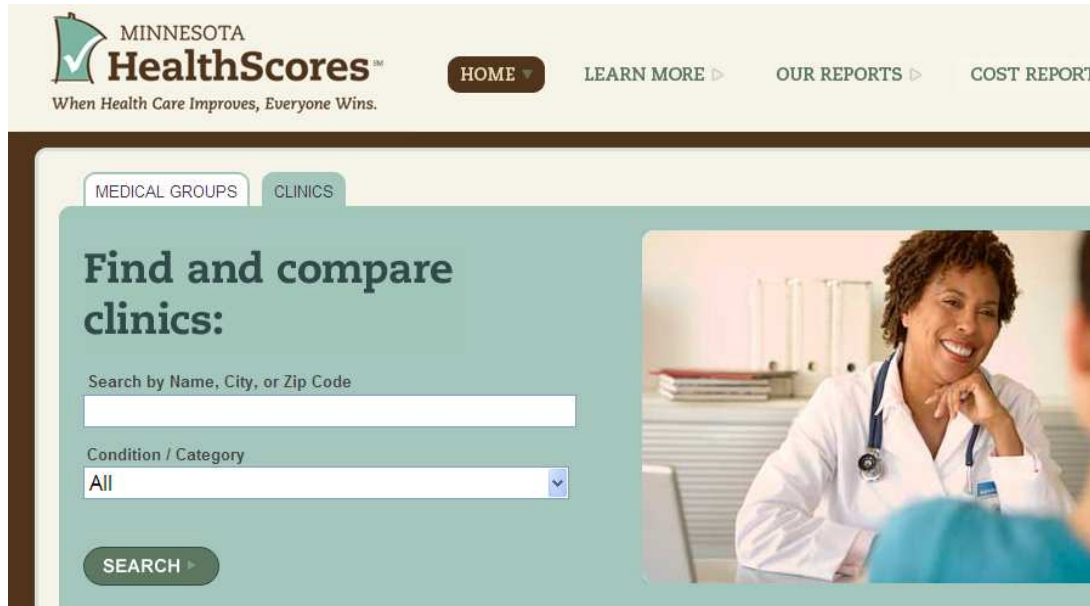 MINNESOTA
HealthScores℠
When Health Care Improves, Everyone Wins.
HOME
LEARN MORE
OUR REPORTS
COST REPORT
MEDICAL GROUPS
CLINICS
Find and compare
clinics:
Search by Name, City, or Zip Code
Condition / Category
All
SEARCH